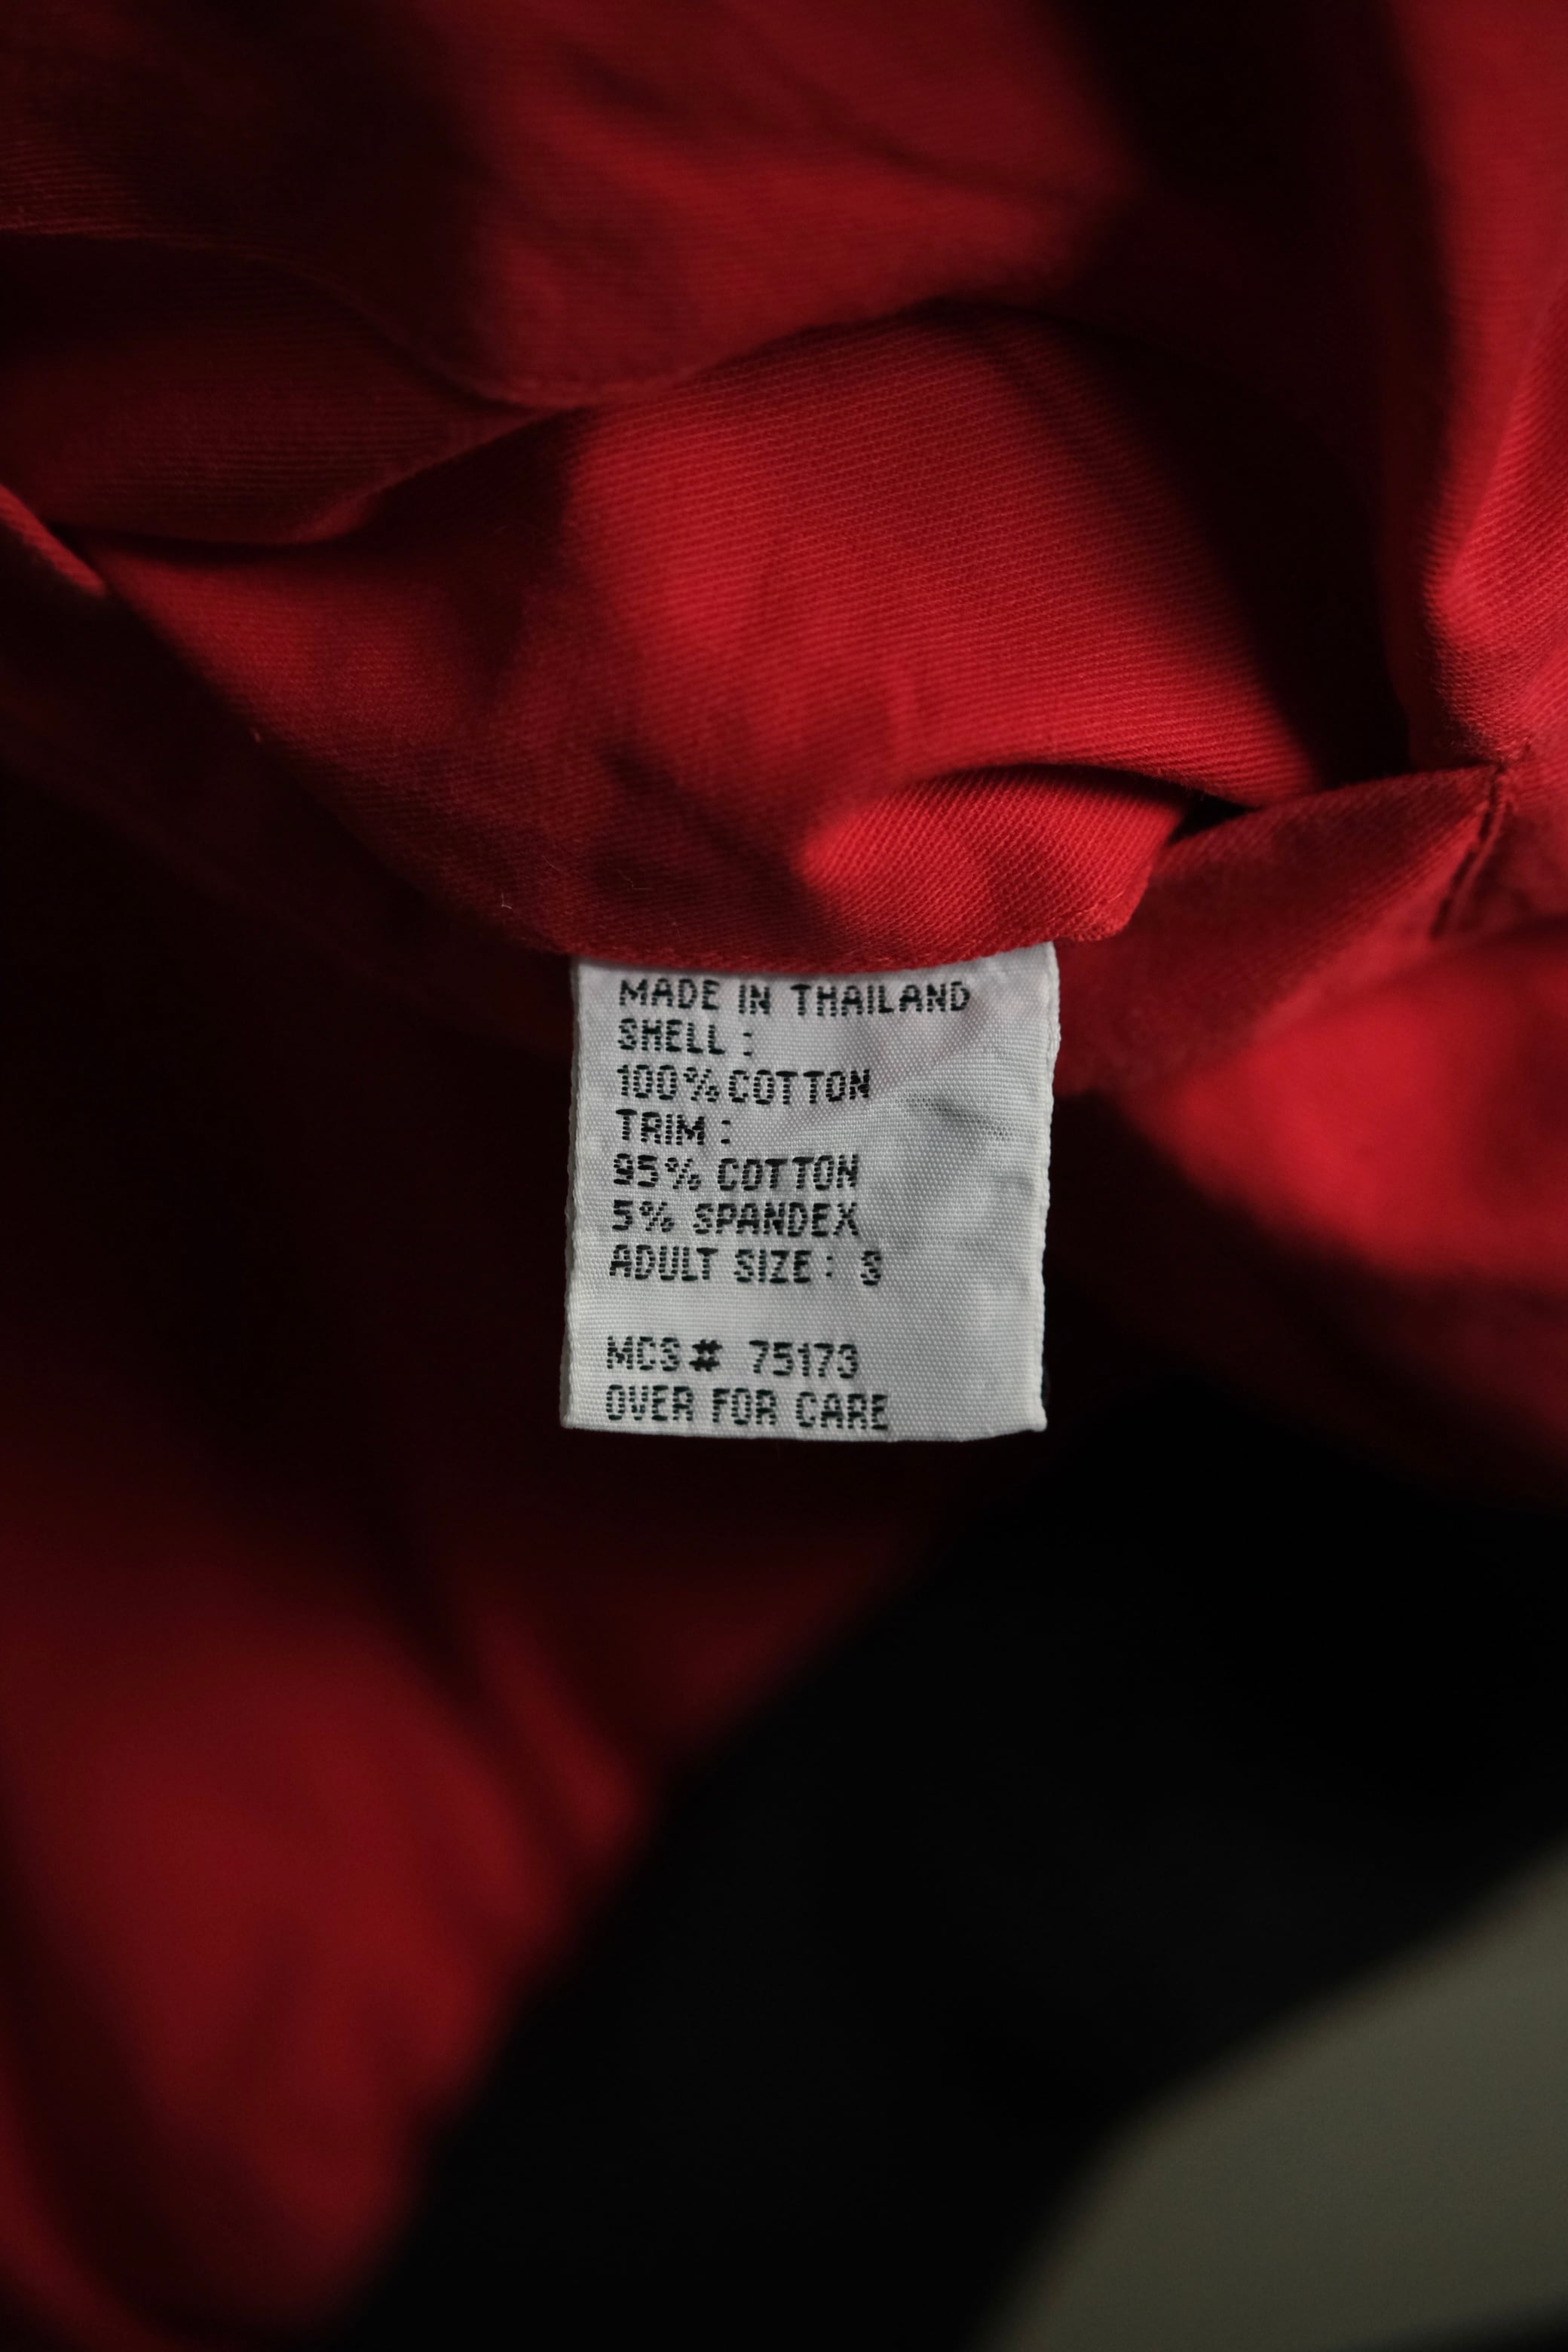 MADE IN THAILAND
SHELL :
100% COTTON
TRIM :
95% COTTON
5% SPANDEX
ADULT SIZE : S
MCS# 75173
OVER FOR CARE